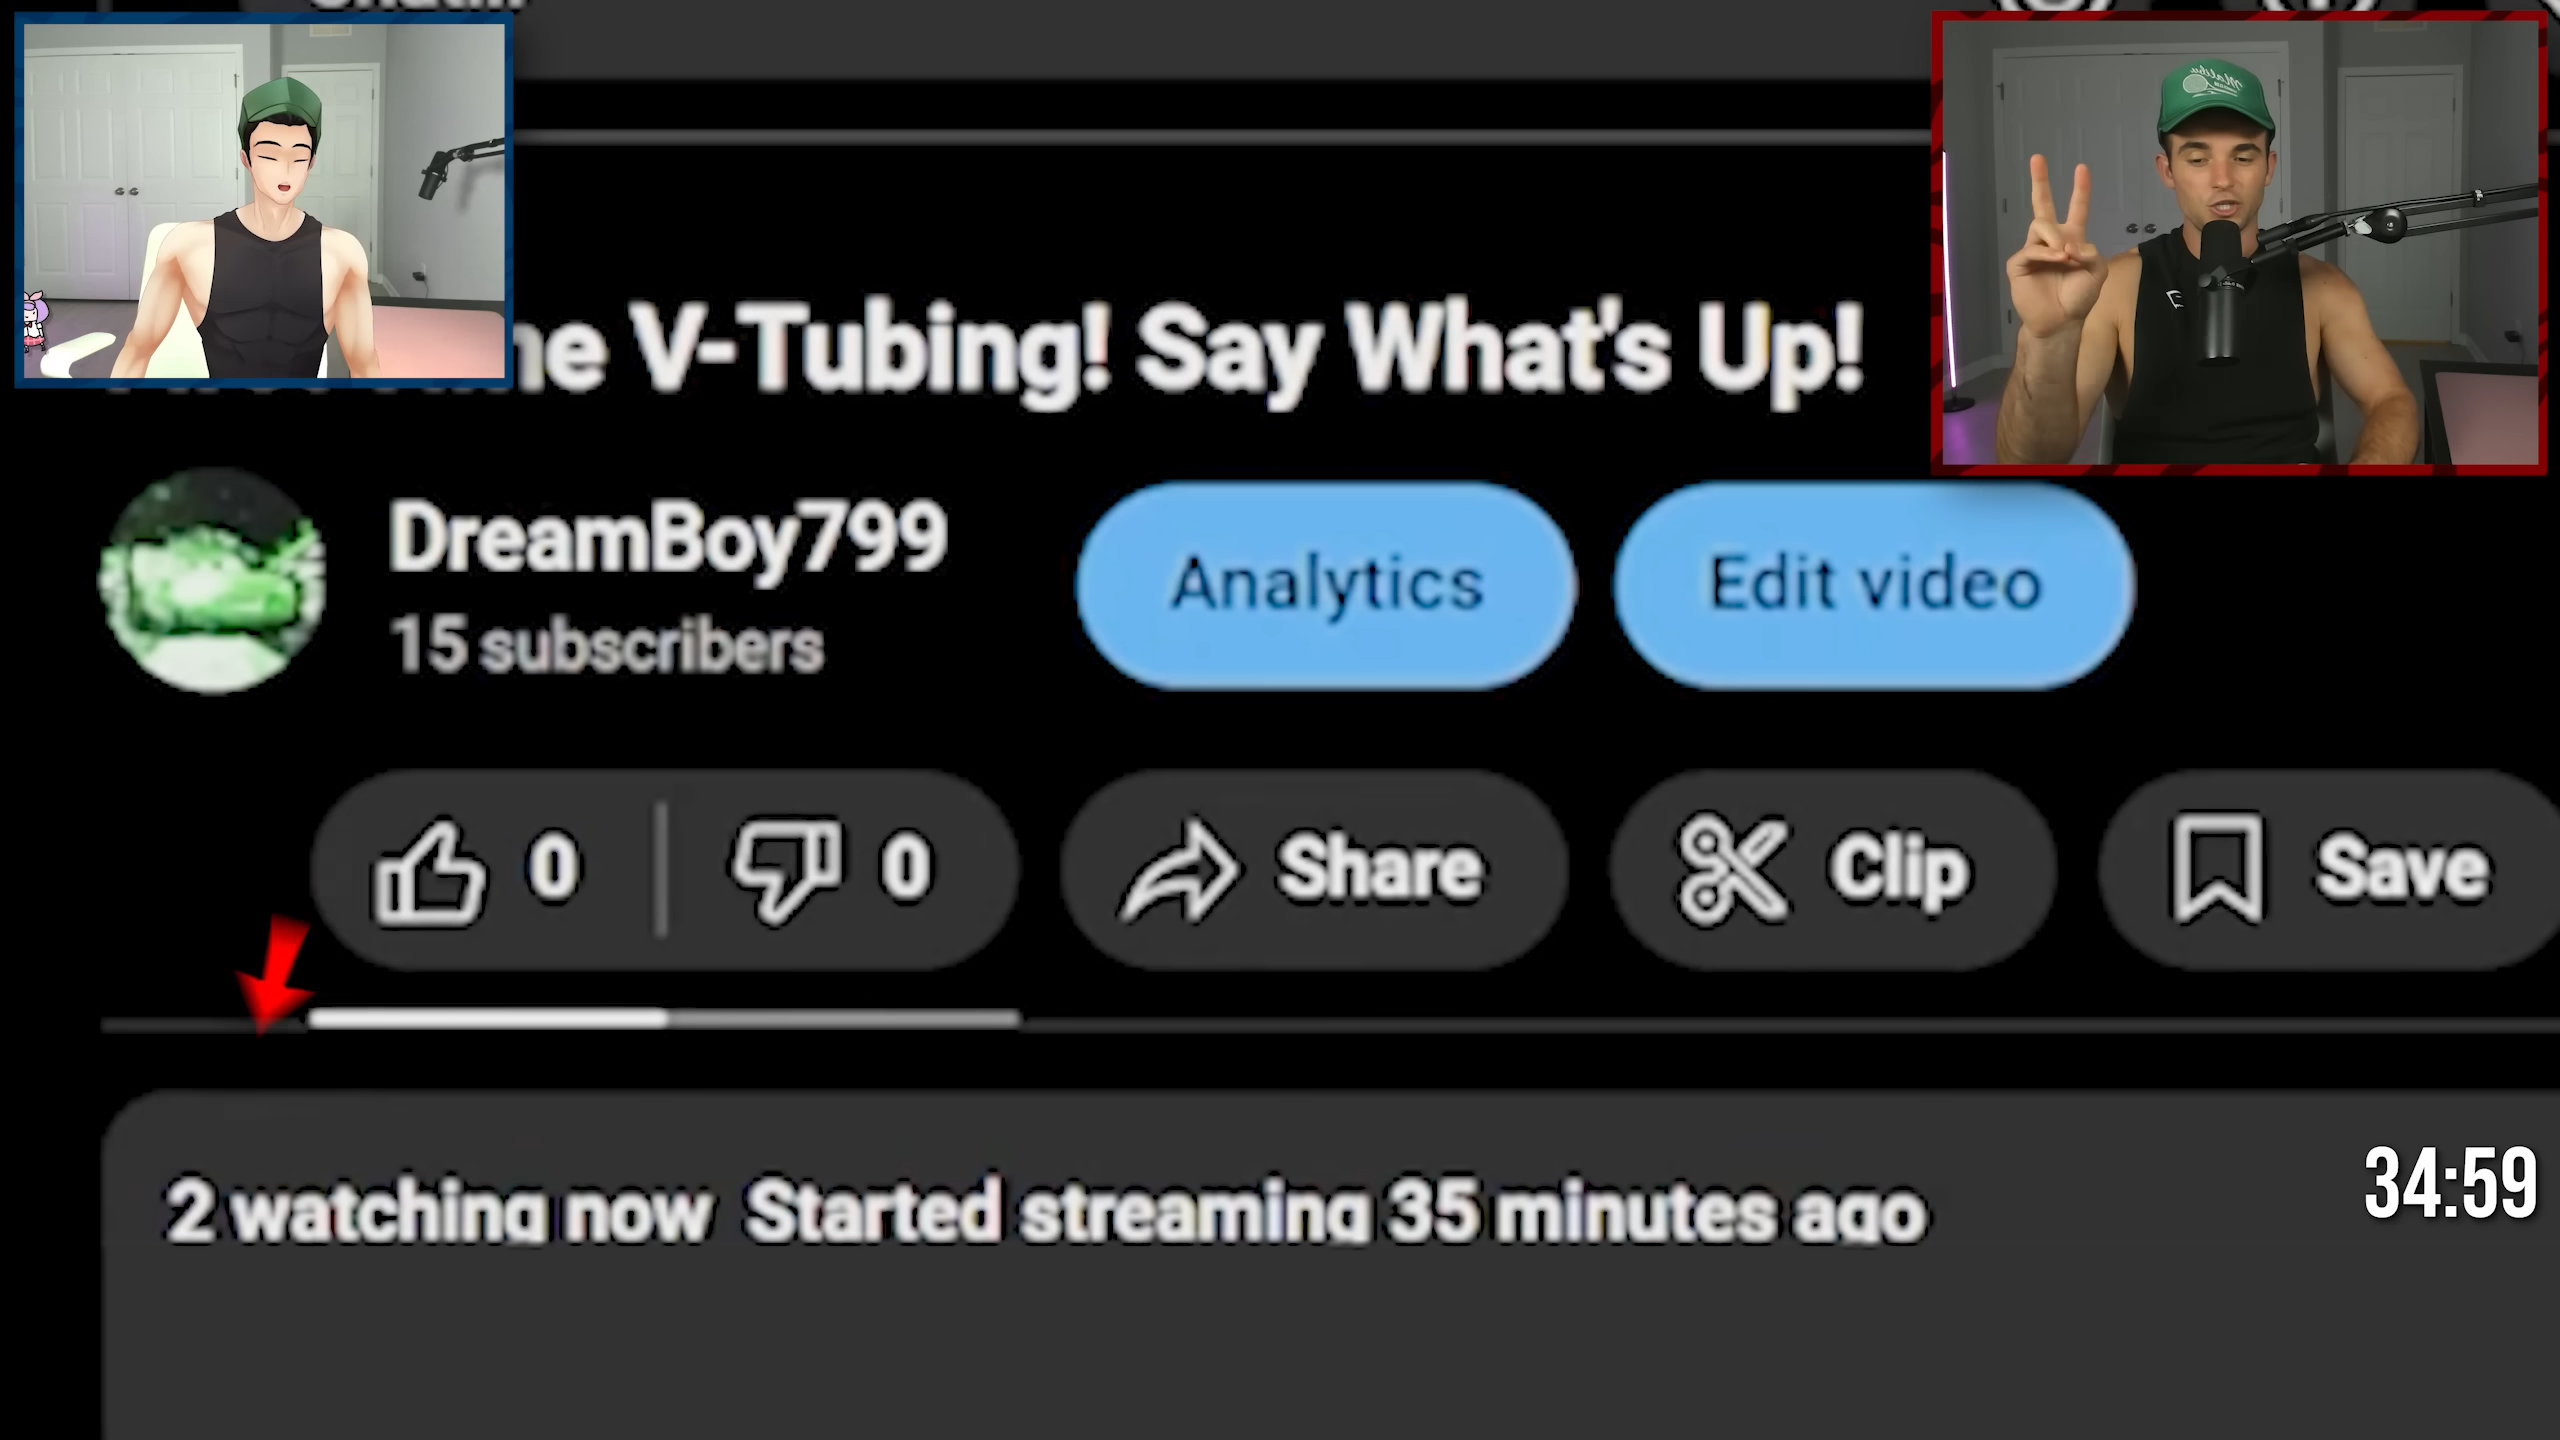 V-Tubing! Say What's Up!
DreamBoy799
15 subscribers
Analytics
Edit video
0
0
Share
Clip
Save
2 watching now Started streaming 35 minutes ago
34:59